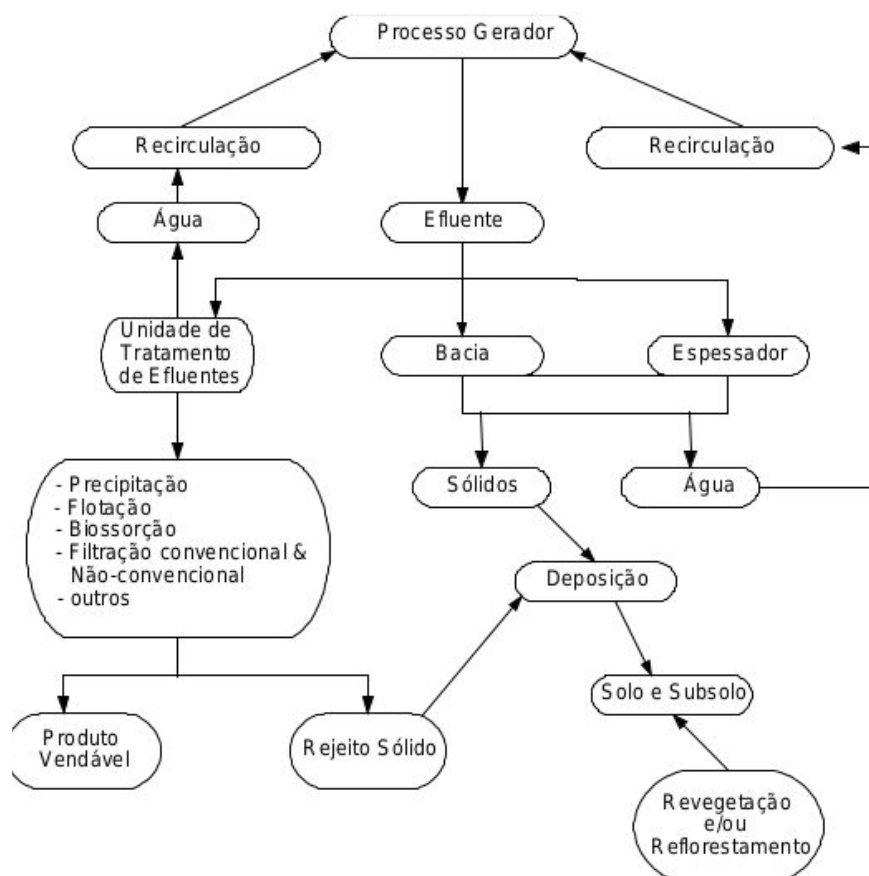 Processo Gerador
Recirculação
Recirculação
Água
Efluente
Unidade de
Tratamento
de Efluentes
Bacia
Espessador
- Precipitação
- Flotação
- Biossorção
- Filtração convencional &
Não-convencional
- outros
Sólidos
Água
Deposição
Solo e Subsolo
Produto
Vendável
Rejeito Sólido
Revegetação
e/ou
Reflorestamento